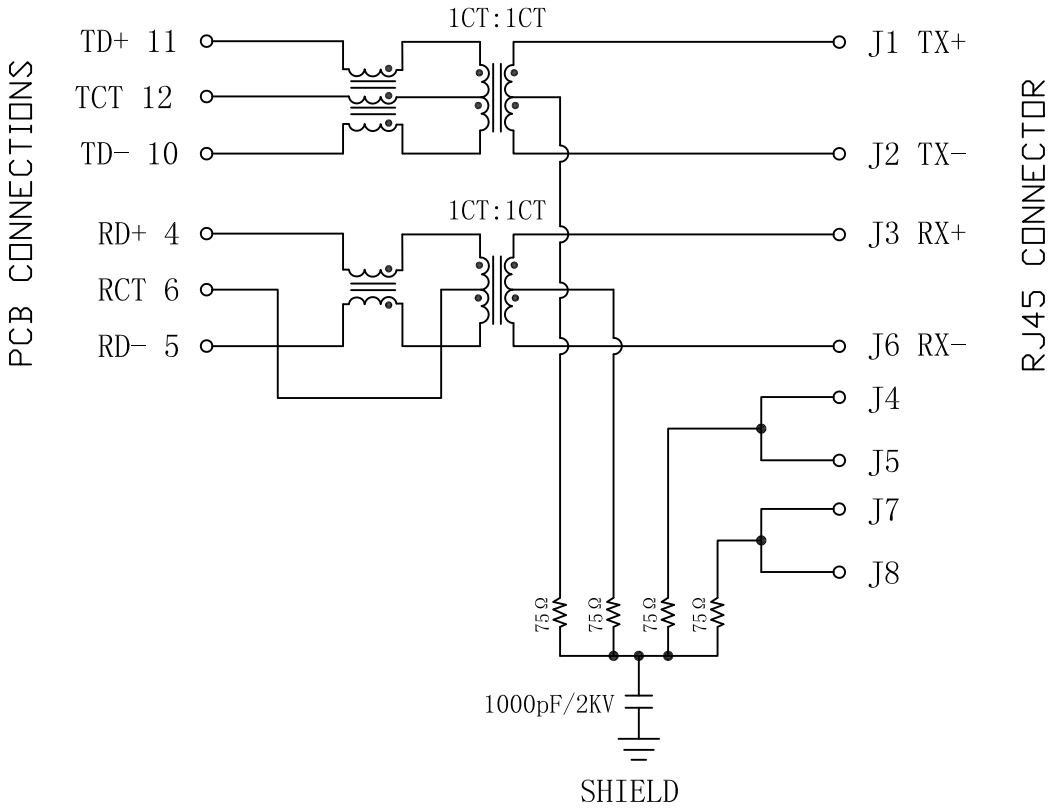 PCB CONNECTIONS
1CT:1CT
TD+ 11
J1 TX+
TCT 12
TD- 10
J2 TX-
1CT:1CT
RD+ 4
J3 RX+
RCT 6
RD- 5
J6 RX-
J4
J5
J7
J8
RJ45 CONNECTOR
75Ω
75Ω
75Ω
75Ω
1000pF/2KV
SHIELD